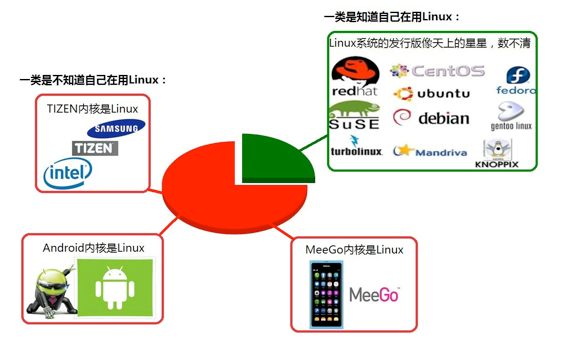 一类是知道自己在用Linux：
Linux系统的发行版像天上的星星，数不清
redhat
CentOS
fedora
ubuntu
SuSE
debian
gentoo linux
turbolinux
Mandriva
KNOPPIX
一类是不知道自己在用Linux：
TIZEN内核是Linux
SAMSUNG
TIZEN
intel
Android内核是Linux
MeeGo内核是Linux
MeeGo